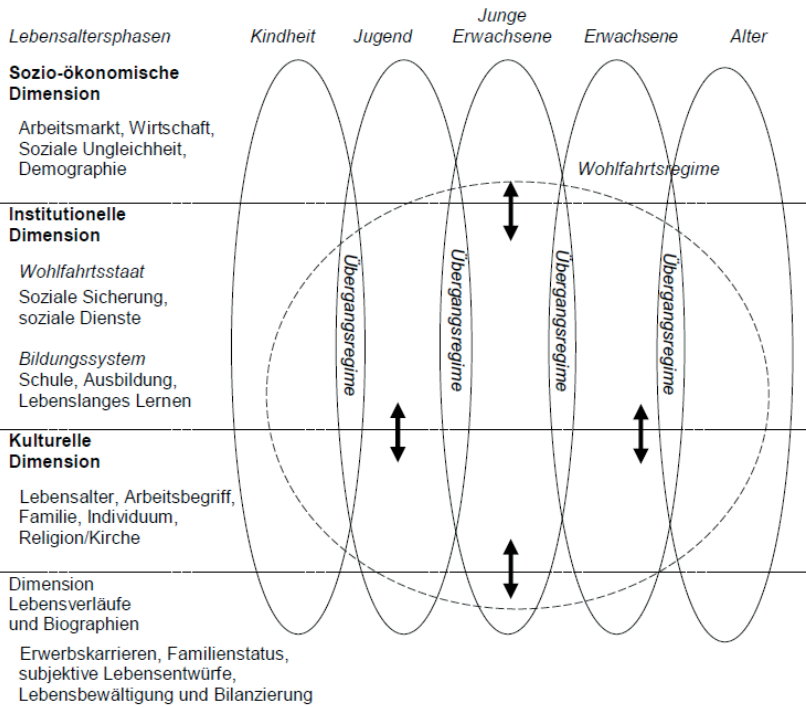 Lebensaltersphasen
Kindheit
Jugend
Junge
Erwachsene
Erwachsene
Alter
Sozio-ökonomische
Dimension
Arbeitsmarkt, Wirtschaft,
Soziale Ungleichheit,
Demographie
Wohlfahrtsregime
Institutionelle
Dimension
Wohlfahrtsstaat
Soziale Sicherung,
soziale Dienste
Bildungssystem
Schule, Ausbildung,
Lebenslanges Lernen
Übergangsregime
Übergangsregime
Übergangsregime
Übergangsregime
Kulturelle
Dimension
Lebensalter, Arbeitsbegriff,
Familie, Individuum,
Religion/Kirche
Dimension
Lebensverläufe
und Biographien
Erwerbskarrieren, Familienstatus,
subjektive Lebensentwürfe,
Lebensbewältigung und Bilanzierung